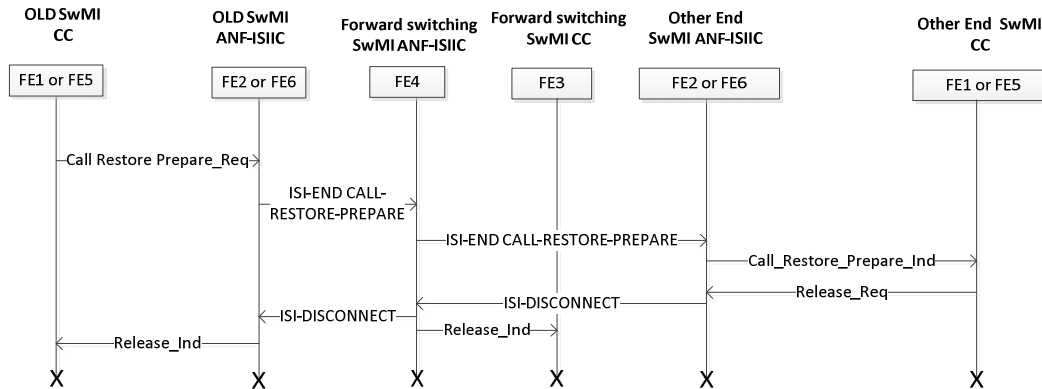 OLD SwMI
CC
OLD SwMI
ANF-ISIIC
Forward switching
SwMI ANF-ISIIC
Forward switching
SwMI CC
Other End
SwMI ANF-ISIIC
Other End SwMI
CC
FE1 or FE5
FE2 or FE6
FE4
FE3
FE2 or FE6
FE1 or FE5
Call Restore Prepare_Req
ISI-END CALL-
RESTORE-PREPARE
ISI-END CALL-RESTORE-PREPARE
Call_Restore_Prepare_Ind
Release_Req
ISI-DISCONNECT
ISI-DISCONNECT
Release_Ind
Release_Ind
X X X X X X